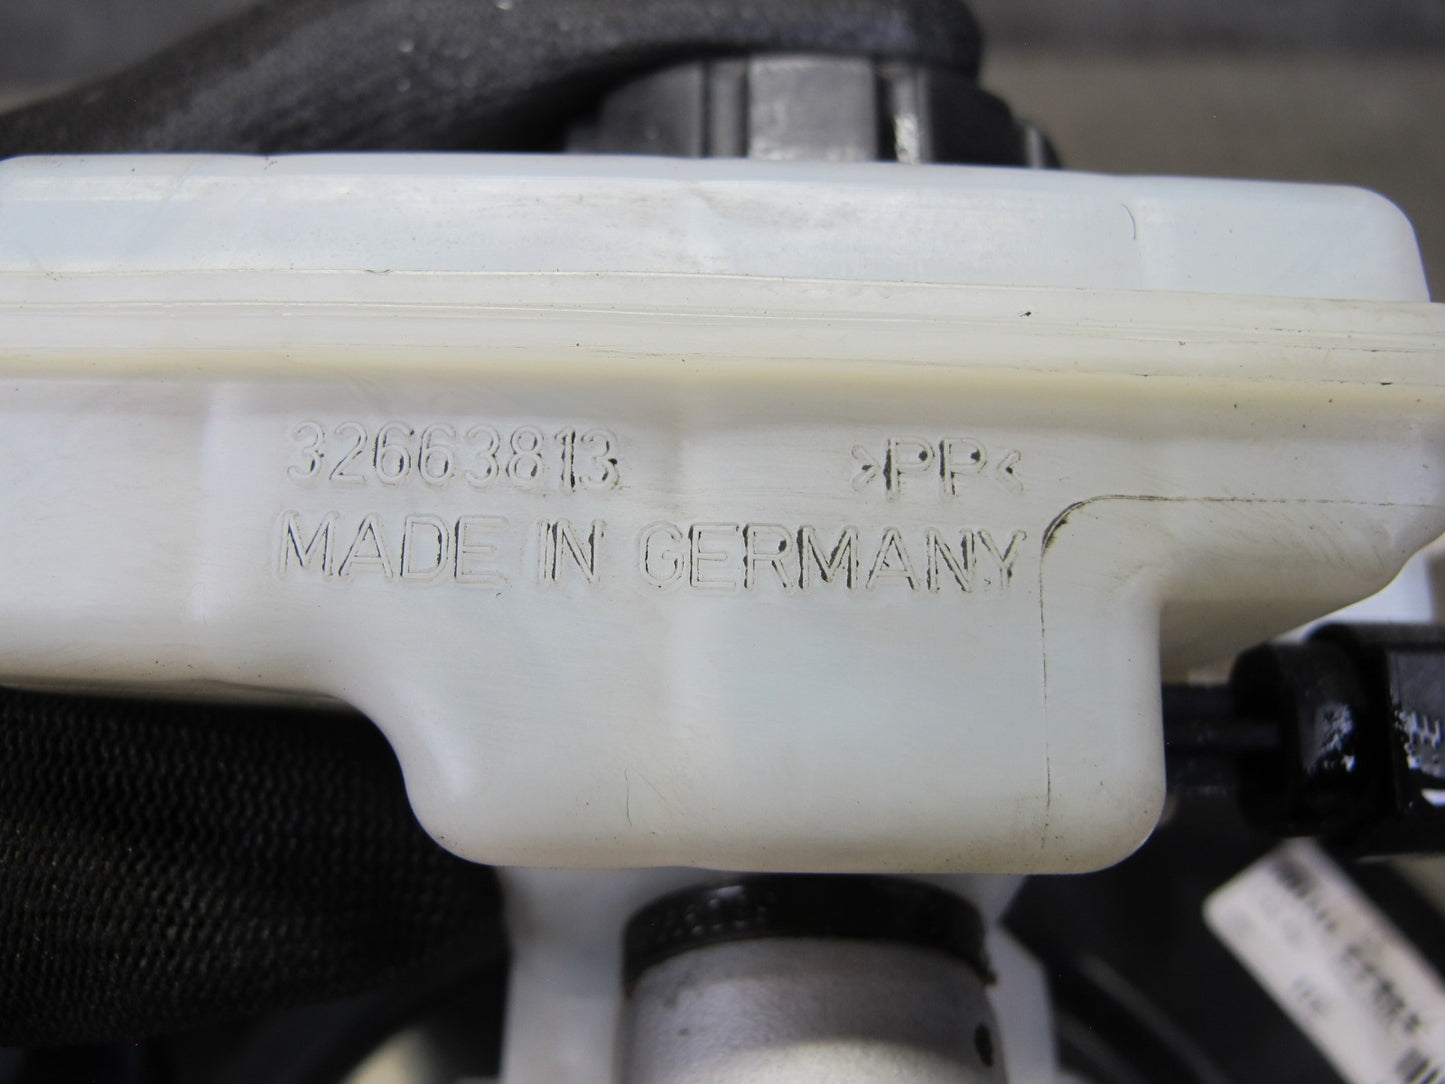 32663813 >PP<
MADE IN GERMANY